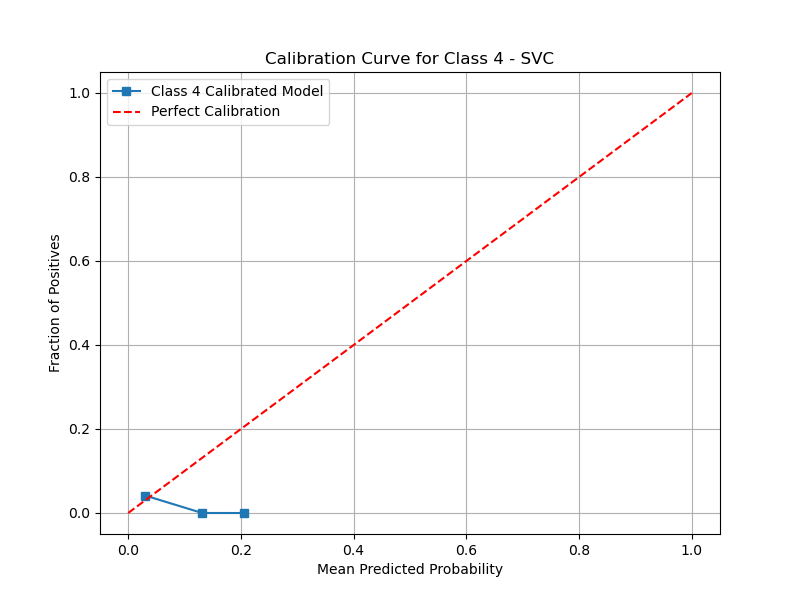 Calibration Curve for Class 4 - SVC
Class 4 Calibrated Model
Perfect Calibration
1.0
0.8
0.6
0.4
0.2
0.0
Fraction of Positives
0.0 0.2 0.4 0.6 0.8 1.0
Mean Predicted Probability